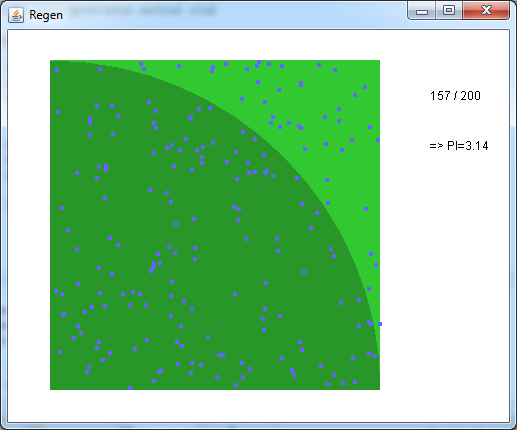 Regen
157 / 200
=> PI=3.14